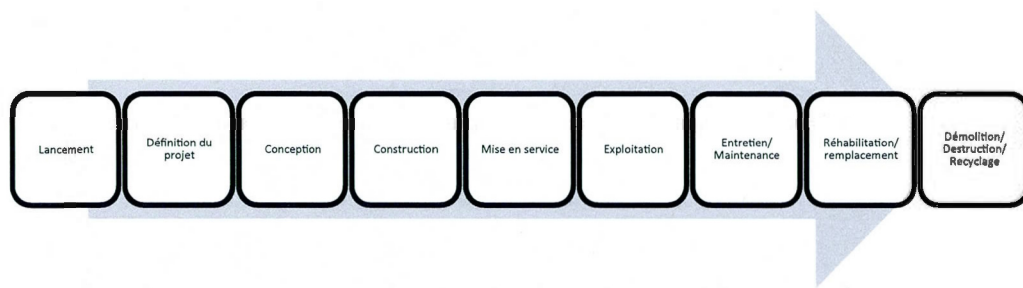 Lancement
Définition du
projet
Conception
Construction
Mise en service
Exploitation
Entretien/
Maintenance
Réhabilitation/
remplacement
Démolition/
Destruction/
Recyclage